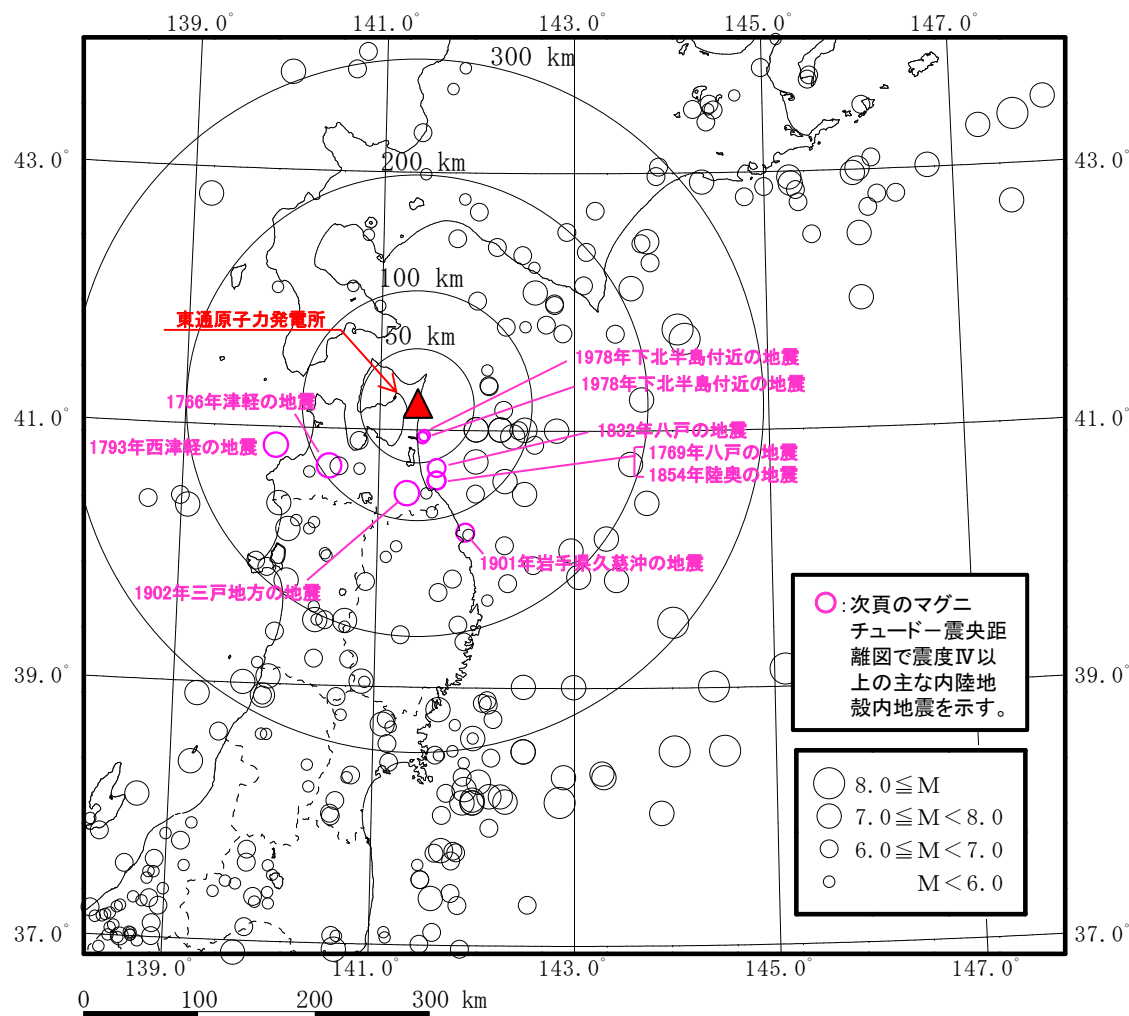 139.0°
141.0°
143.0°
145.0°
147.0°
300 km
43.0°
43.0°
200 km
100 km
東通原子力発電所
50 km
1978年下北半島付近の地震
1978年下北半島付近の地震
1766年津軽の地震
41.0°
41.0°
1832年八戸の地震
1793年西津軽の地震
1769年八戸の地震
1854年陸奥の地震
1901年岩手県久慈沖の地震
1902年三戸地方の地震
:次頁のマグニ
チュードー震央距
離図で震度Ⅳ以
上の主な内陸地
殻内地震を示す。
39.0°
39.0°
8.0≦M
7.0≦M<8.0
6.0≦M<7.0
M<6.0
37.0°
37.0°
139.0°
141.0°
143.0°
145.0°
147.0°
0
100
200
300 km